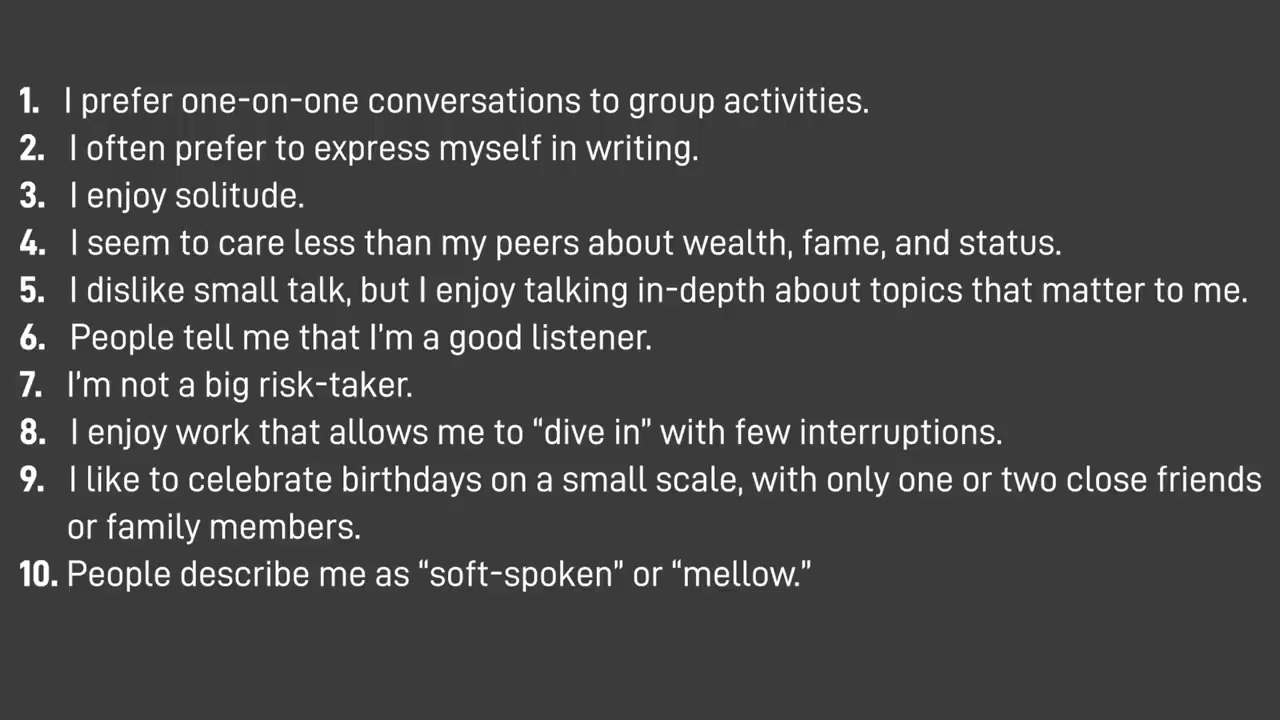 1. I prefer one-on-one conversations to group activities.
2. I often prefer to express myself in writing.
3. I enjoy solitude.
4. I seem to care less than my peers about wealth, fame, and status.
5. I dislike small talk, but I enjoy talking in-depth about topics that matter to me.
6. People tell me that I'm a good listener.
7. I'm not a big risk-taker.
8. I enjoy work that allows me to “dive in” with few interruptions.
9. I like to celebrate birthdays on a small scale, with only one or two close friends
or family members.
10. People describe me as “soft-spoken” or “mellow.”